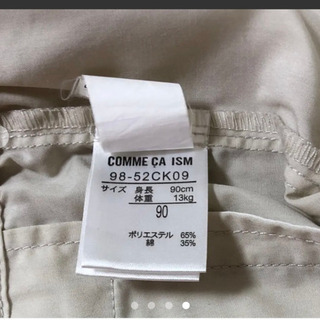 COMME ÇA ISM
98-52CK09
サイズ 身長 90cm
体重 13kg
90
ポリエステル 65%
綿 35%